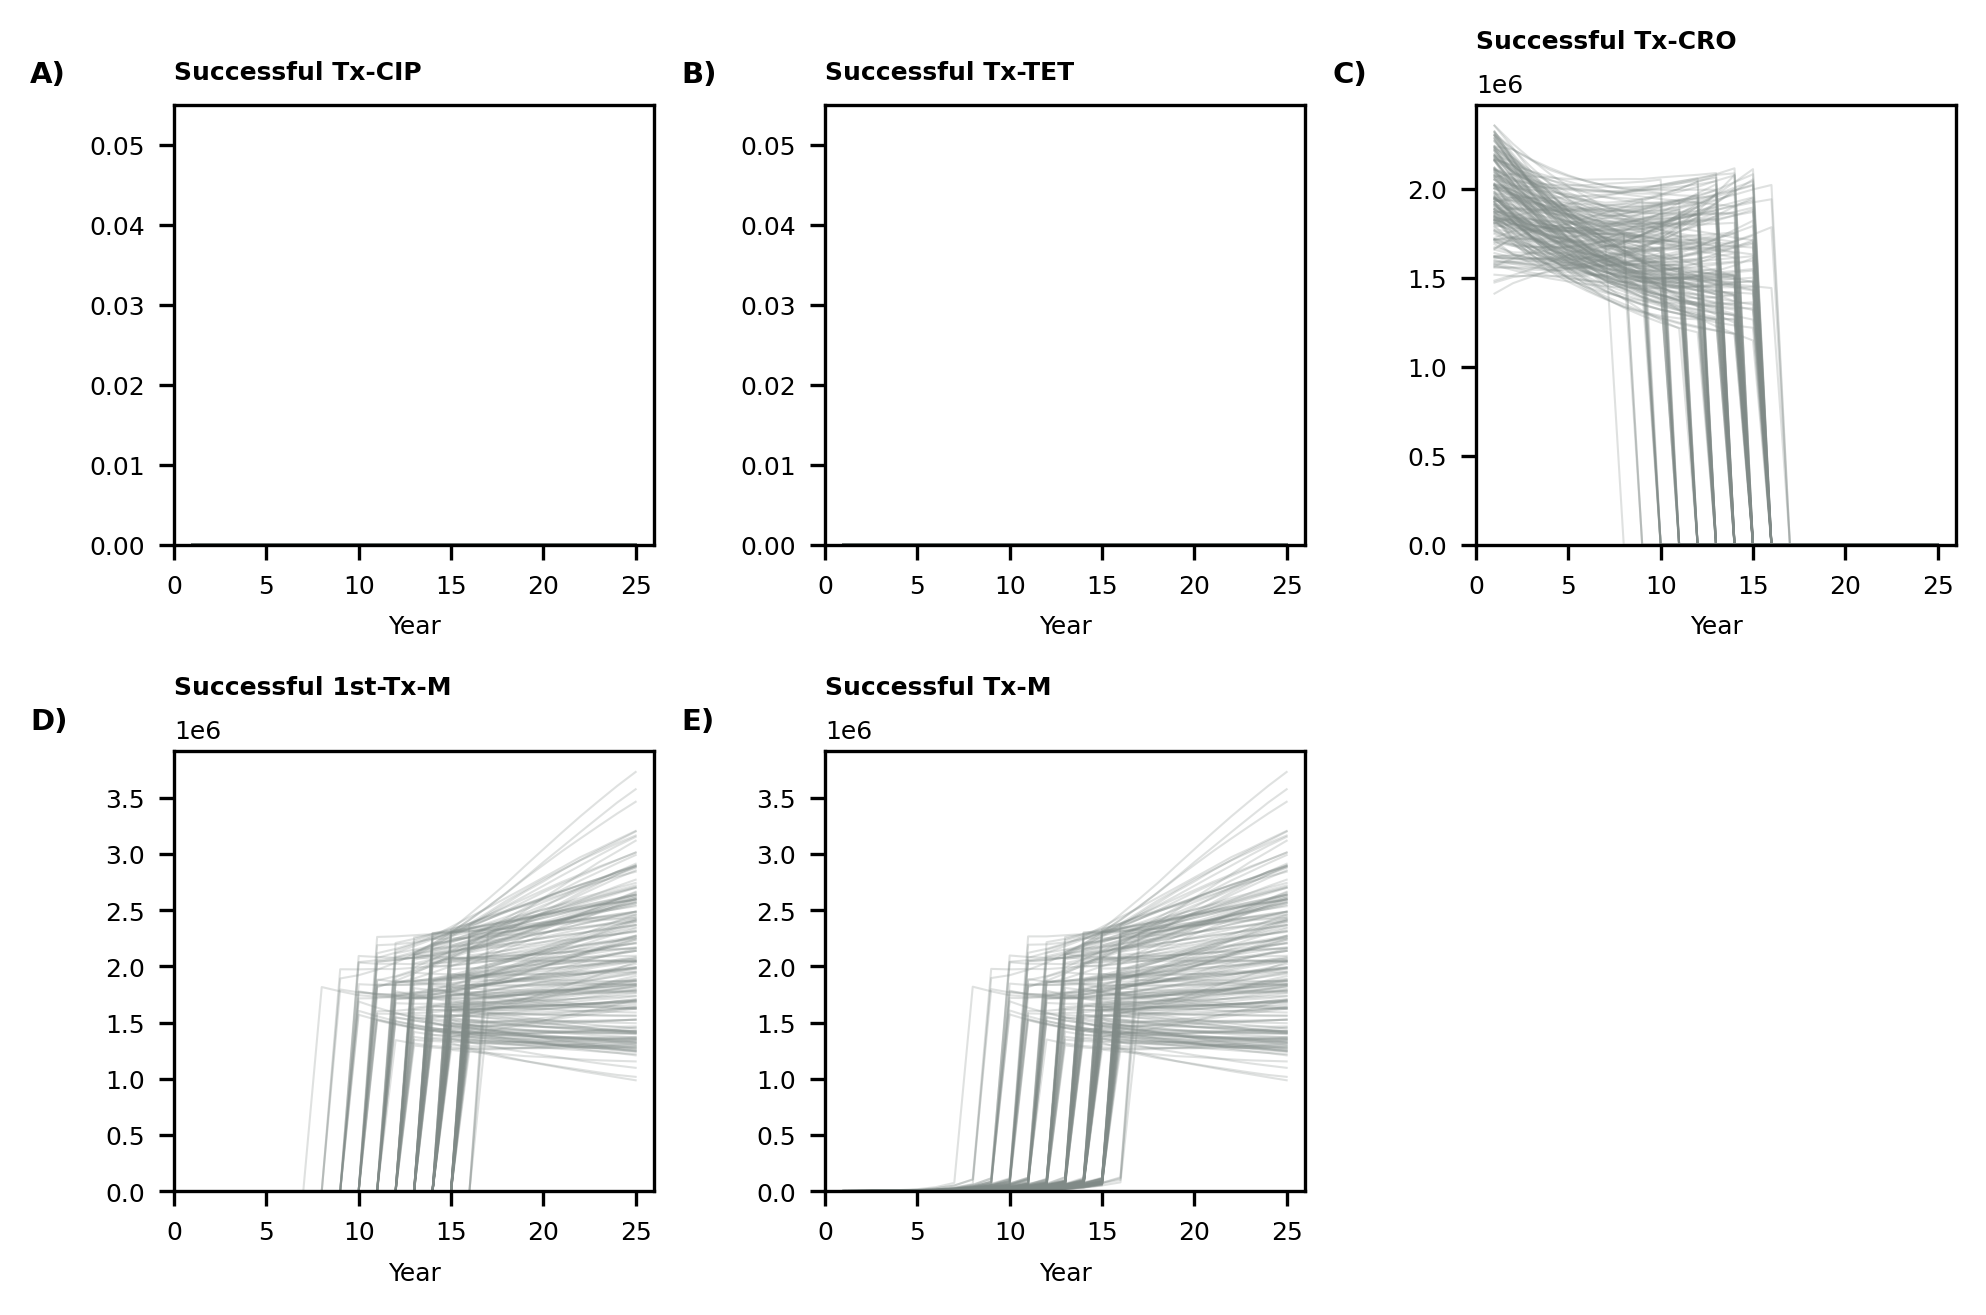 A) Successful Tx-CIP
0.05
0.04
0.03
0.02
0.01
0.00
0 5 10 15 20 25
Year
B) Successful Tx-TET
0.05
0.04
0.03
0.02
0.01
0.00
0 5 10 15 20 25
Year
C) Successful Tx-CRO
1e6
2.0
1.5
1.0
0.5
0.0
0 5 10 15 20 25
Year
D) Successful 1st-Tx-M
1e6
3.5
3.0
2.5
2.0
1.5
1.0
0.5
0.0
0 5 10 15 20 25
Year
E) Successful Tx-M
1e6
3.5
3.0
2.5
2.0
1.5
1.0
0.5
0.0
0 5 10 15 20 25
Year